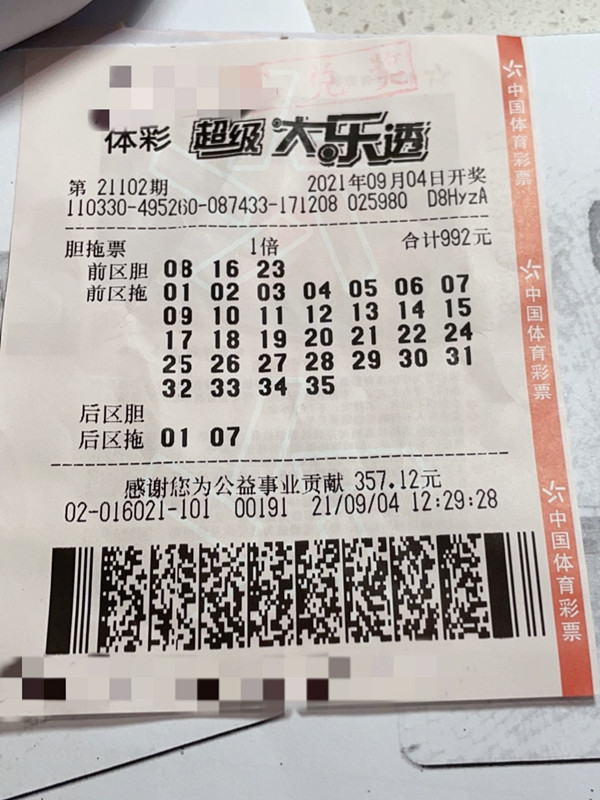 兑奖
体彩 超级大乐透
第 21102期 2021年09月04日开奖
110330-495260-087433-171208 025980 D8HyzA
胆拖票 1倍 合计992元
前区胆 08 16 23
前区拖 01 02 03 04 05 06 07
09 10 11 12 13 14 15
17 18 19 20 21 22 24
25 26 27 28 29 30 31
32 33 34 35
后区胆
后区拖 01 07
感谢您为公益事业贡献 357.12元
02-016021-101 00191 21/09/04 12:29:28
中国体育彩票
中国体育彩票
中国体育彩票